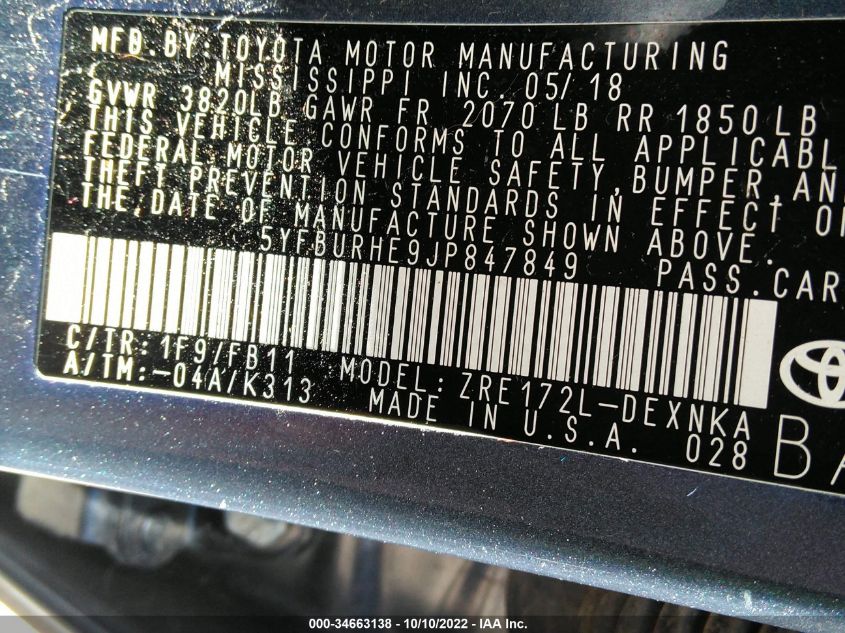 MFD.BY:TOYOTA MOTOR MANUFACTURING
MISSISSIPPI INC. 05/18
GVWR 3820LB GAWR FR 2070 LB RR 1850LB
THIS VEHICLE CONFORMS TO ALL APPLICABL
FEDERAL MOTOR VEHICLE SAFETY,BUMPER AN
THEFT PREVENTION STANDARDS IN EFFECT O
THE DATE OF MANUFACTURE SHOWN ABOVE.
5YFBURHE9JP847849 PASS.CAR
C/TR: 1F9/FB11 MODEL: ZRE172L-DEXNKA
A/TM: -04A/K313 MADE IN U.S.A. 028
BA
000-34663138 - 10/10/2022 - IAA Inc.